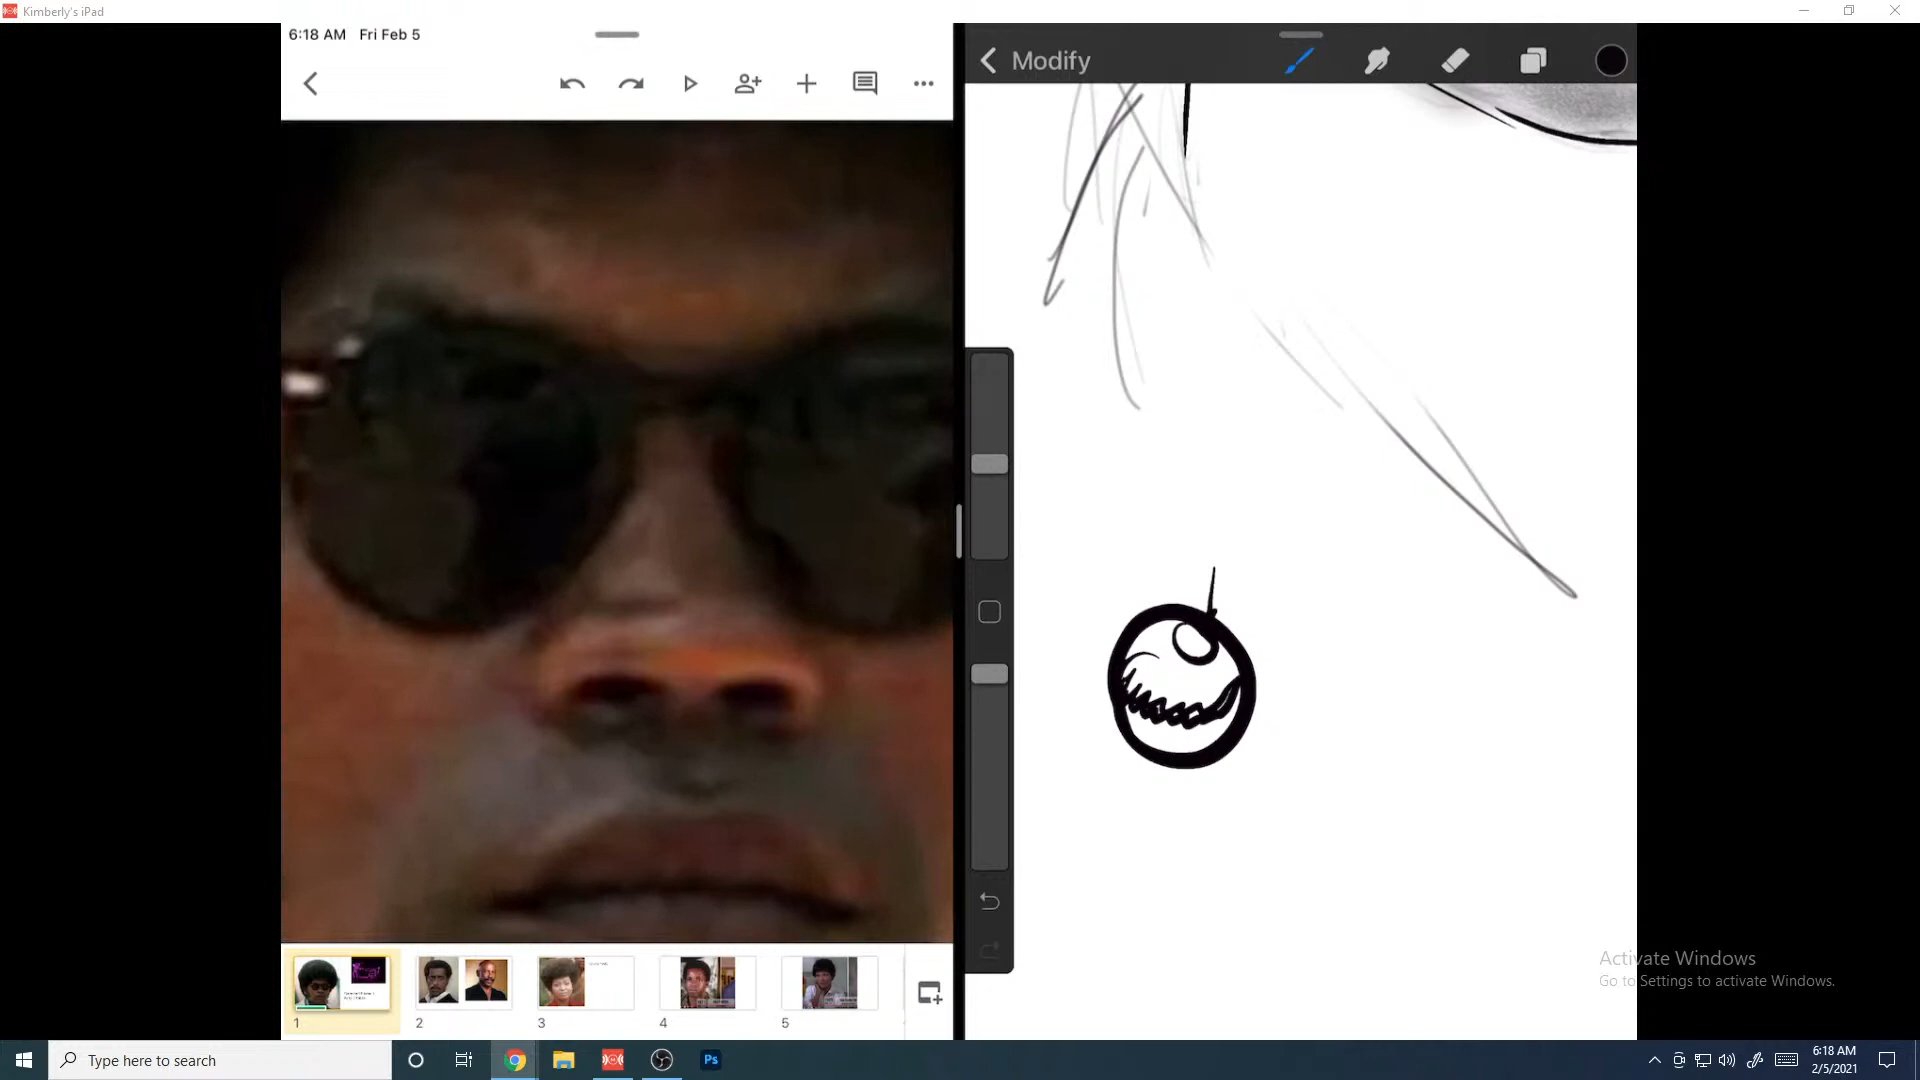 Kimberly's iPad
6:18 AM Fri Feb 5
Modify
1
2
3
4
5
Activate Windows
Go to Settings to activate Windows.
Type here to search
Ps
6:18 AM
2/5/2021